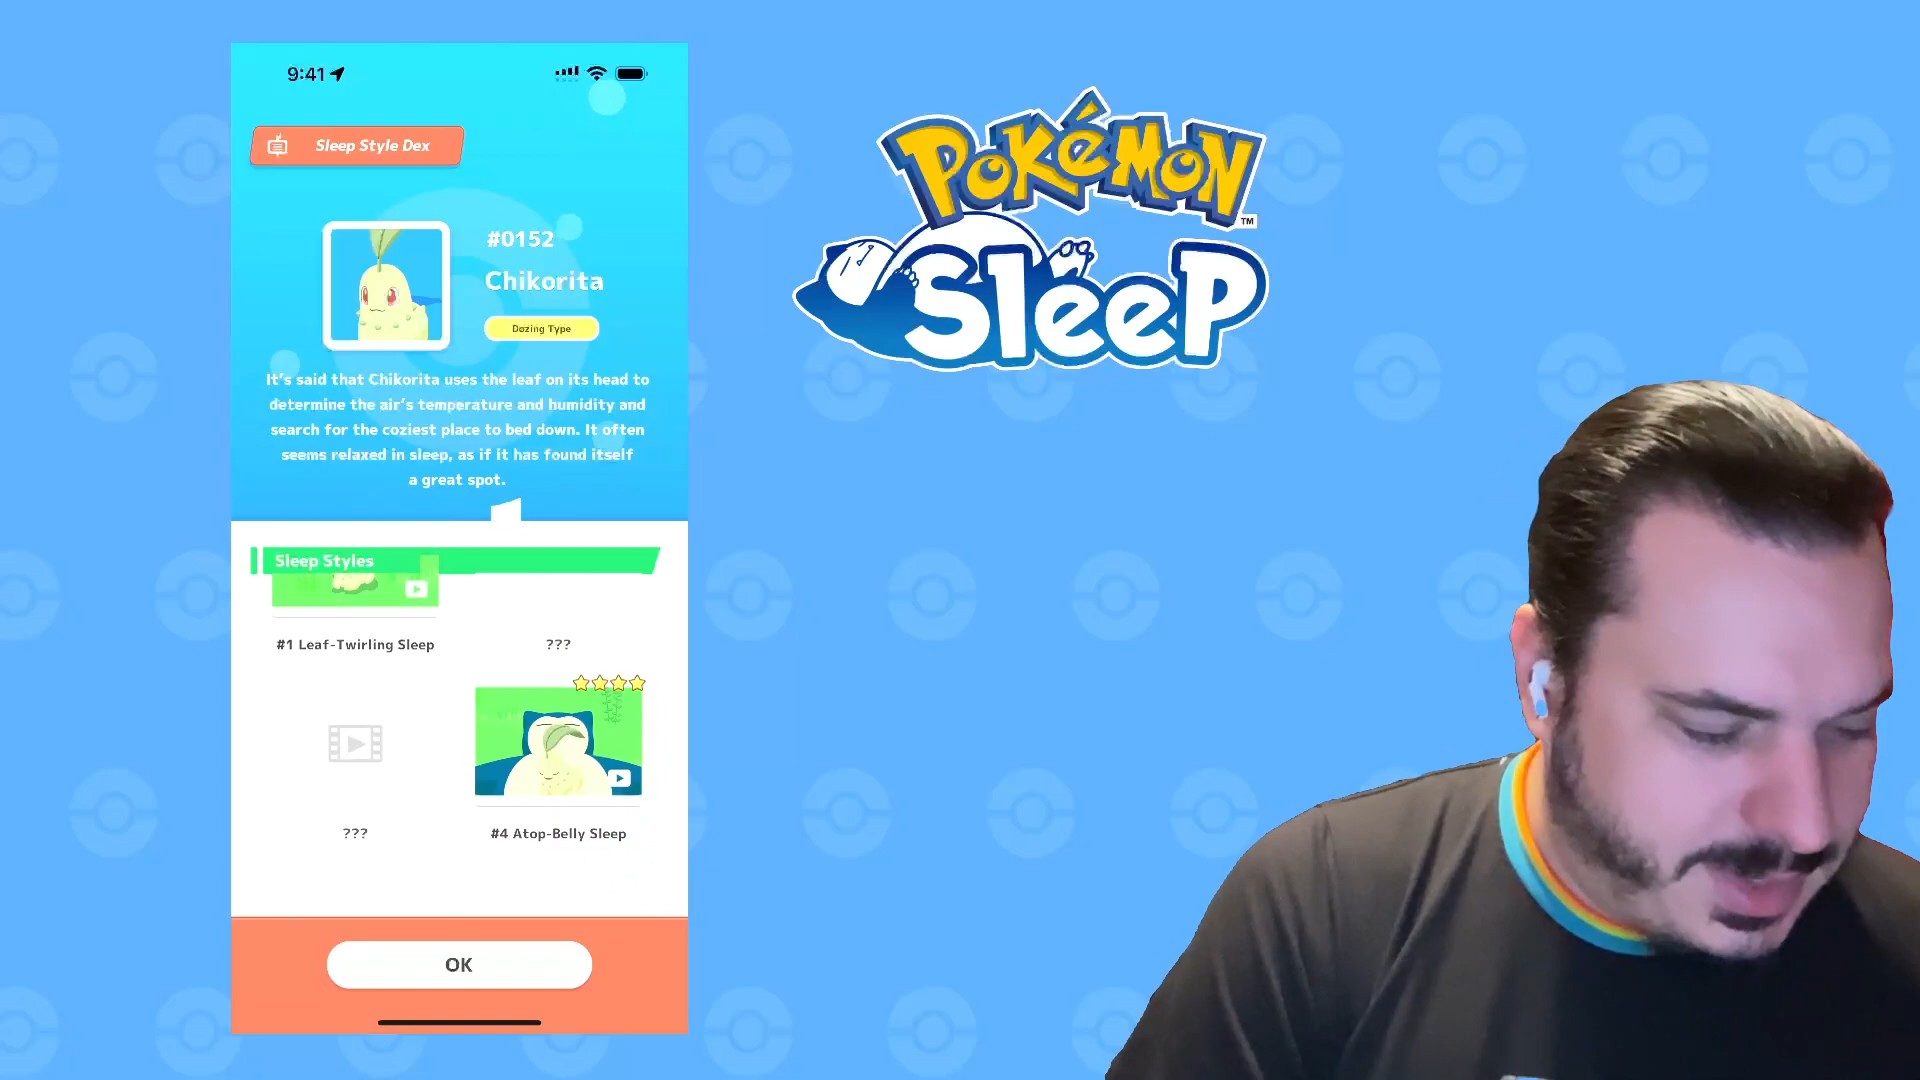 9:41
Sleep Style Dex
#0152
Chikorita
Dozing Type
It's said that Chikorita uses the leaf on its head to
determine the air's temperature and humidity and
search for the coziest place to bed down. It often
seems relaxed in sleep, as if it has found itself
a great spot.
Sleep Styles
#1 Leaf-Twirling Sleep
???
???
#4 Atop-Belly Sleep
OK
POKéMON
TM
Sleep